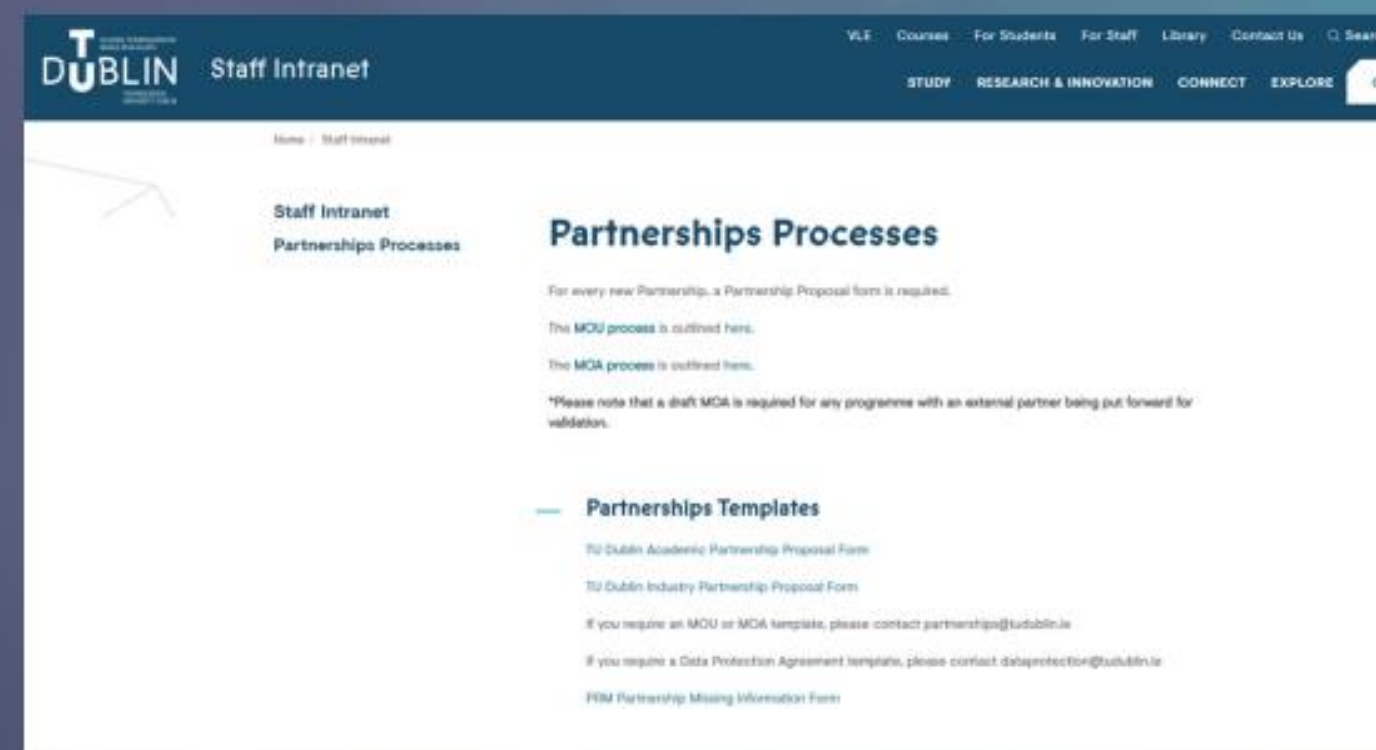 TU DUBLIN
Staff Intranet
VLE Courses For Students For Staff Library Contact Us
STUDY RESEARCH & INNOVATION CONNECT EXPLORE
Home Staff Intranet
Staff Intranet
Partnerships Processes
Partnerships Processes
For every new Partnership, a Partnership Proposal form is required.
The MOU process is outlined here.
The MOA process is outlined here.
*Please note that a draft MOA is required for any programme with an external partner being put forward for
validation.
Partnerships Templates
TU Dublin Academic Partnership Proposal Form
TU Dublin Industry Partnership Proposal Form
If you require an MOU or MOA template, please contact partnerships@tudublin.ie
If you require a Data Protection Agreement template, please contact dataprotection@tudublin.ie
PRM Partnership Missing Information Form